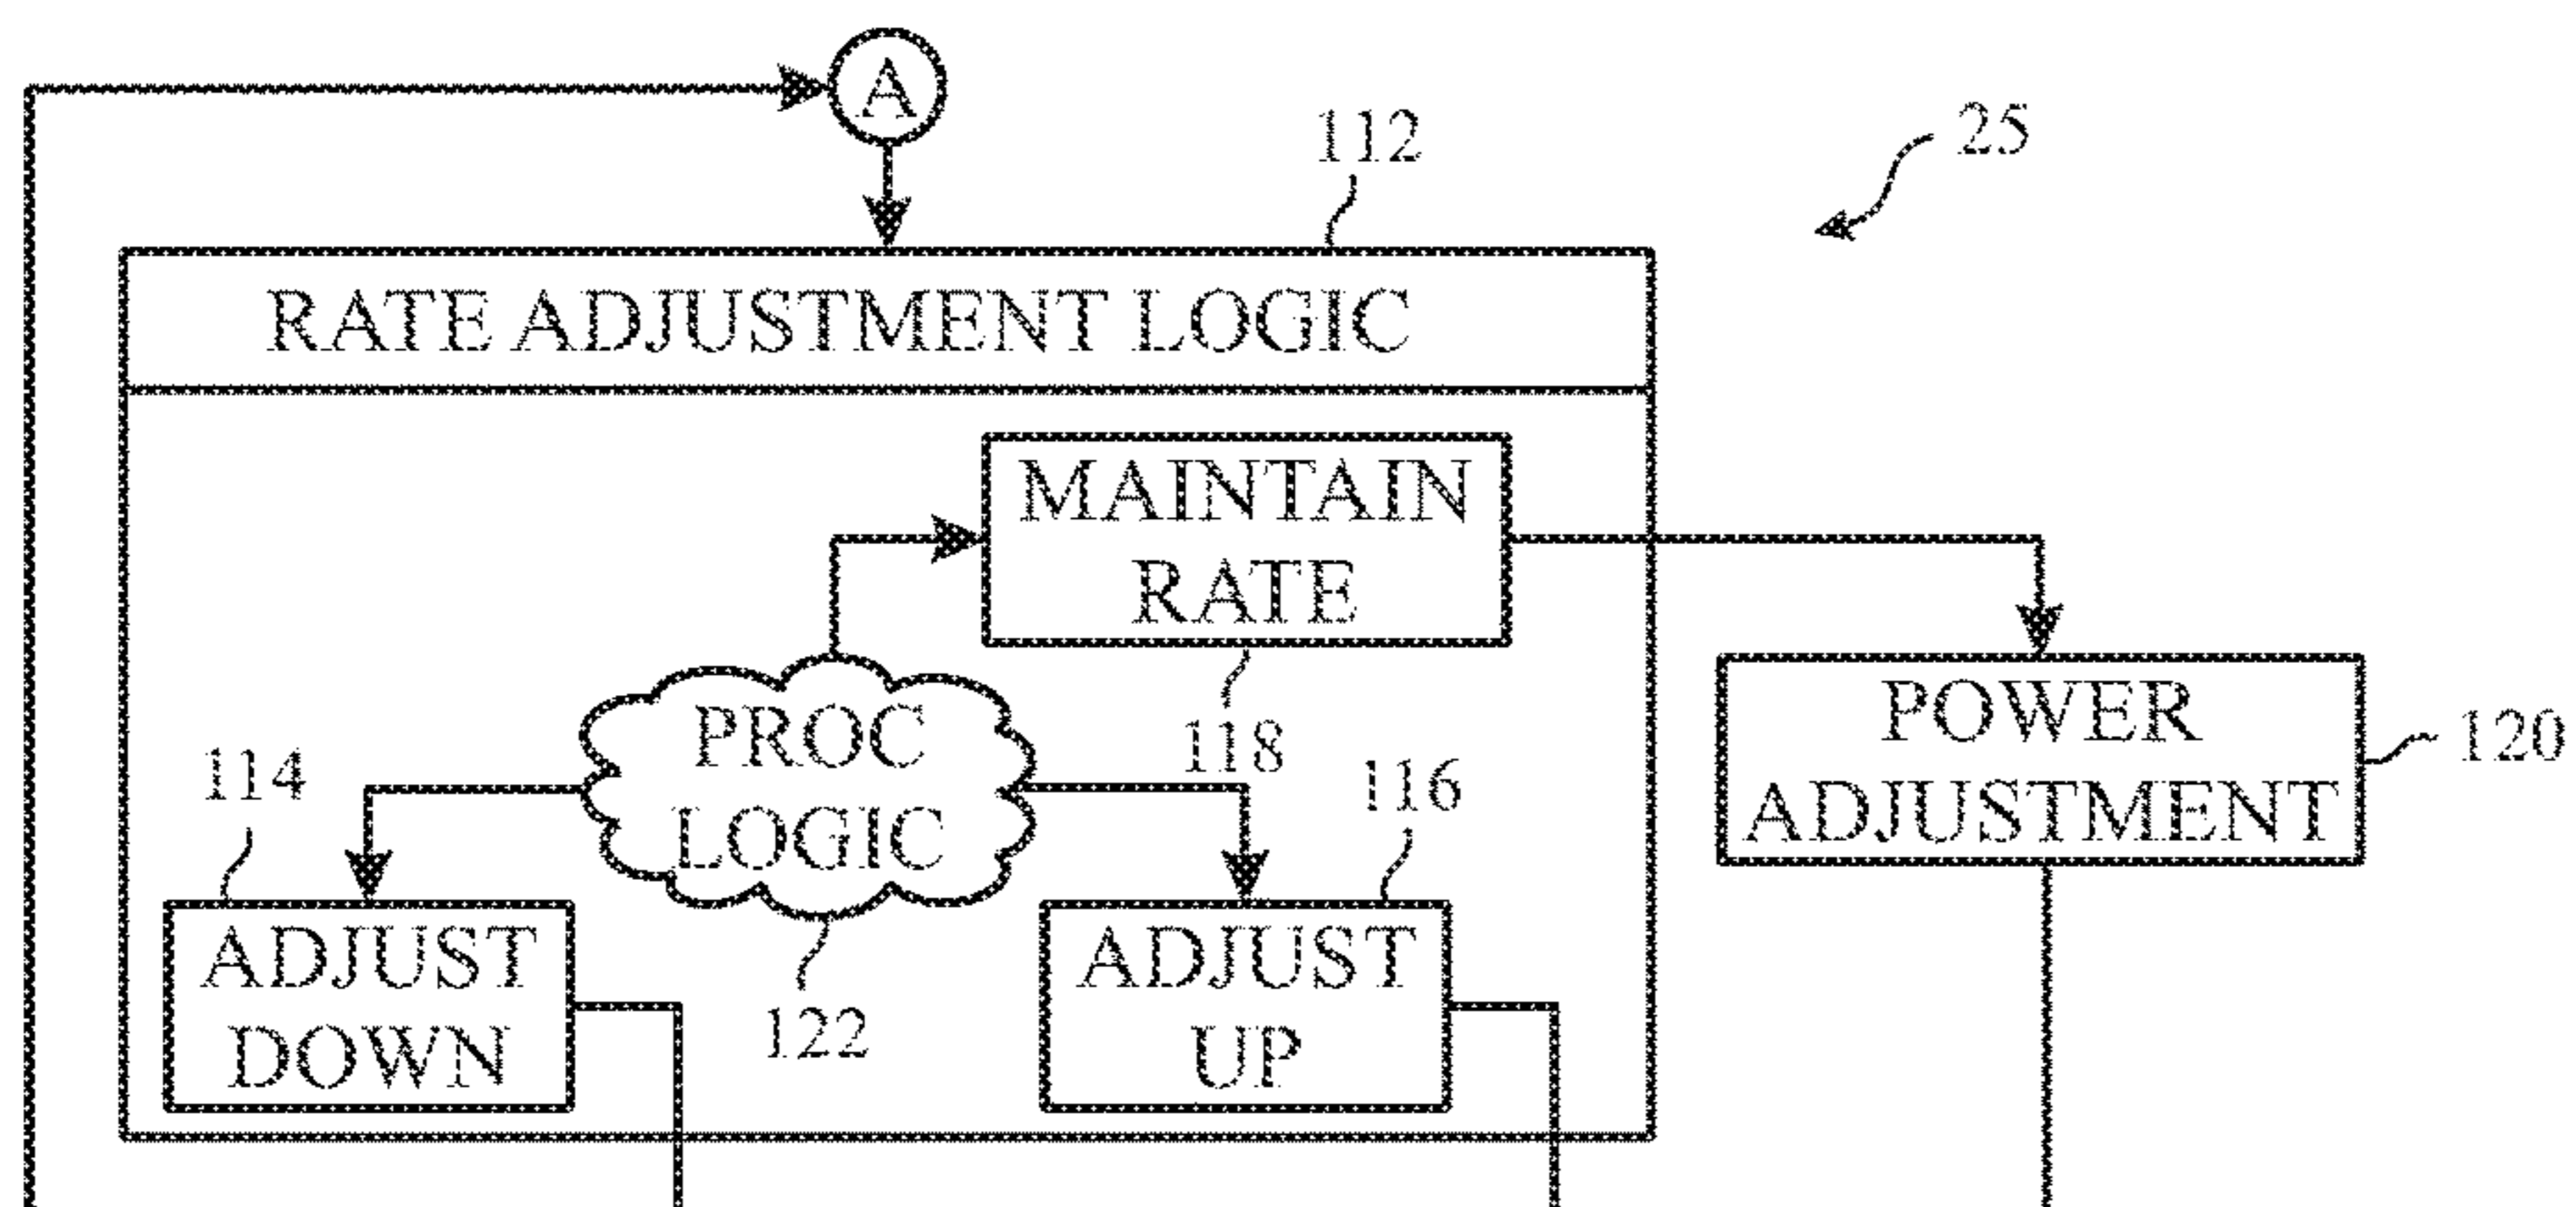 A
112
25
RATE ADJUSTMENT LOGIC
MAINTAIN
RATE
118
PROC
LOGIC
122
114
116
POWER
ADJUSTMENT
120
ADJUST
DOWN
ADJUST
UP